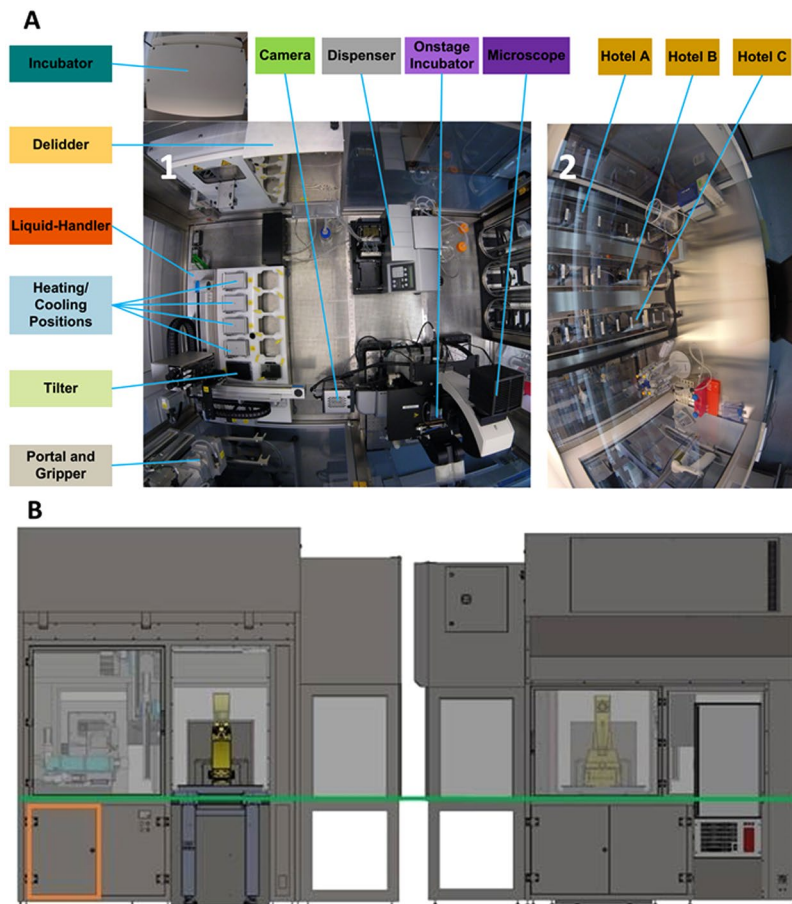 A
Incubator
Camera
Dispenser
Onstage
Incubator
Microscope
Hotel A
Hotel B
Hotel C
Delidder
1
2
Liquid-Handler
Heating/
Cooling
Positions
Tilter
Portal and
Gripper
B